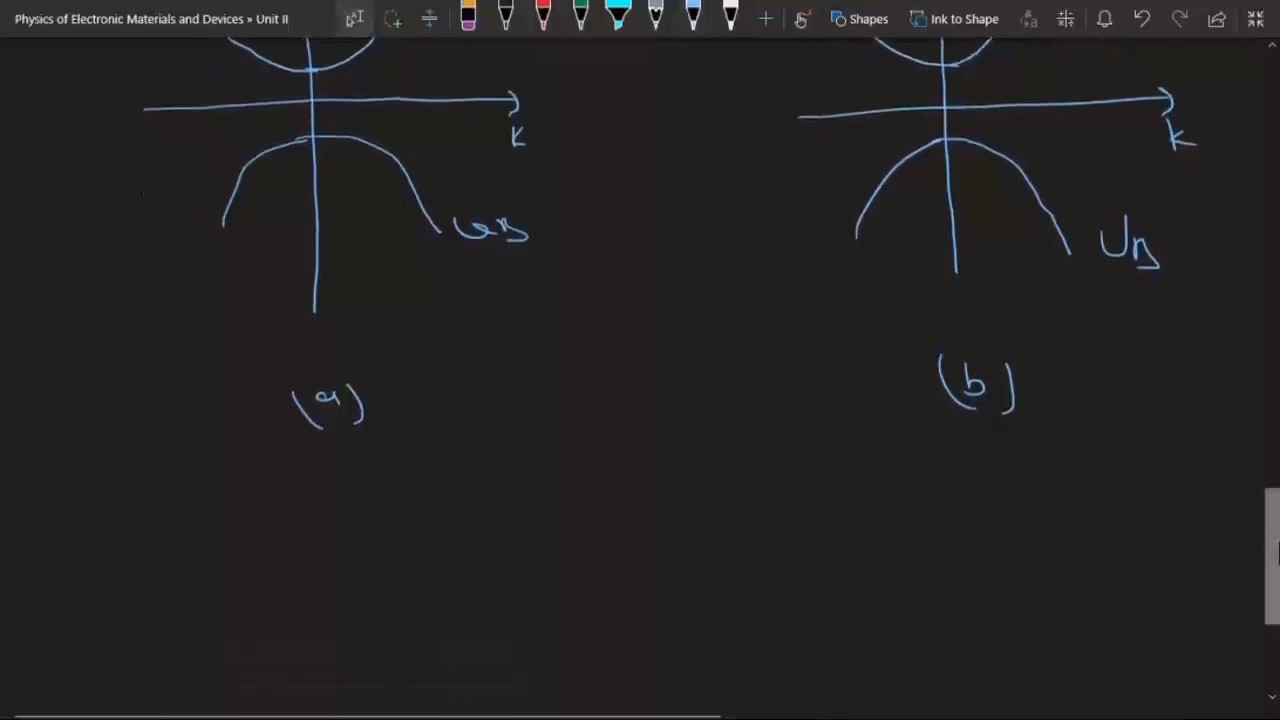 Physics of Electronic Materials and Devices » Unit II
Shapes
Ink to Shape
K
K
VB
VB
(a)
(b)